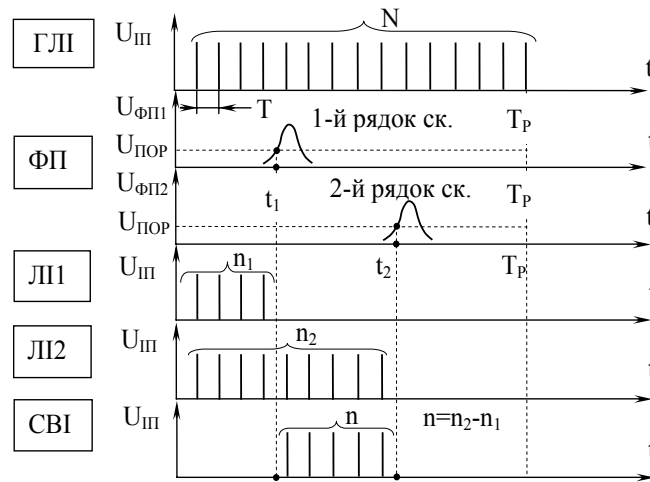 ГЛІ U_ІП N t
U_ФП1 T 1-й рядок ск. T_Р
ФП U_ПОР t₁ t
U_ФП2 2-й рядок ск. T_Р
U_ПОР t₂ t
ЛІ1 U_ІП n₁ T_Р t
ЛІ2 U_ІП n₂ t
СВІ U_ІП n n=n₂-n₁ t